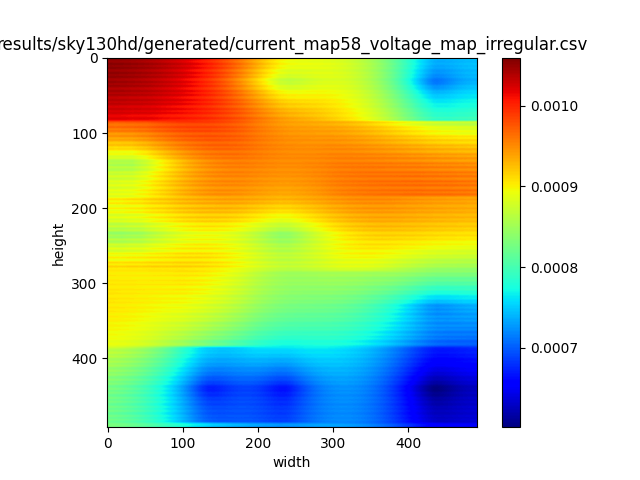 results/sky130hd/generated/current_map58_voltage_map_irregular.csv
0
100
200
300
400
height
0 100 200 300 400
width
0.0010
0.0009
0.0008
0.0007